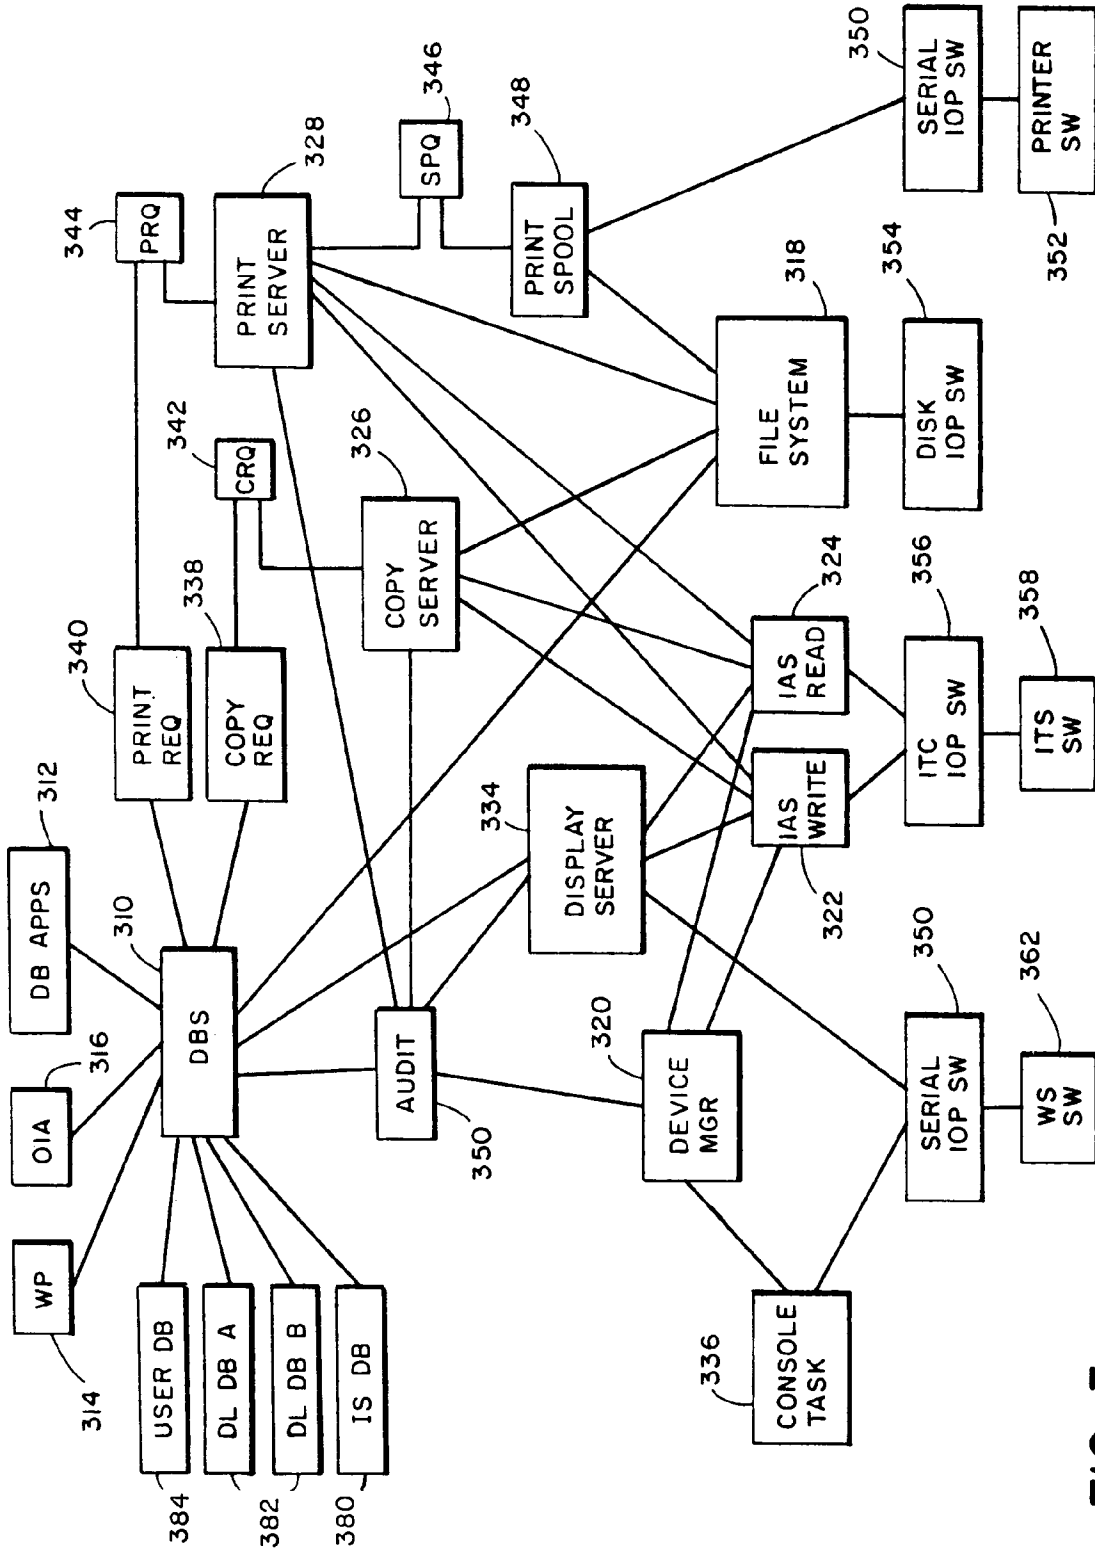 WP
314
OIA
316
DB APPS
312
384
USER DB
382
DL DB A
DL DB B
380
IS DB
DBS
310
PRINT
REQ
340
COPY
REQ
338
PRQ
344
CRQ
342
PRINT
SERVER
328
AUDIT
350
COPY
SERVER
326
SPQ
346
DISPLAY
SERVER
334
PRINT
SPOOL
348
DEVICE
MGR
320
336
CONSOLE
TASK
IAS
WRITE
322
IAS
READ
324
FILE
SYSTEM
318
SERIAL
IOP SW
350
ITC
IOP SW
356
DISK
IOP SW
354
SERIAL
IOP SW
350
WS
SW
362
ITS
SW
358
PRINTER
SW
352